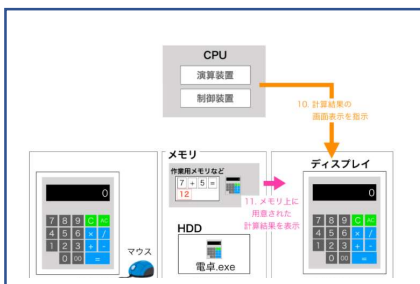 CPU
演算装置
制御装置
10. 計算結果の
画面表示を指示
メモリ
作業用メモリなど
7 + 5 =
12
11. メモリ上に
用意された
計算結果を表示
HDD
電卓.exe
マウス
0
7 8 9 C AC
4 5 6 × /
1 2 3 + -
0 00 =
ディスプレイ
0
7 8 9 C AC
4 5 6 × /
1 2 3 + -
0 00 =